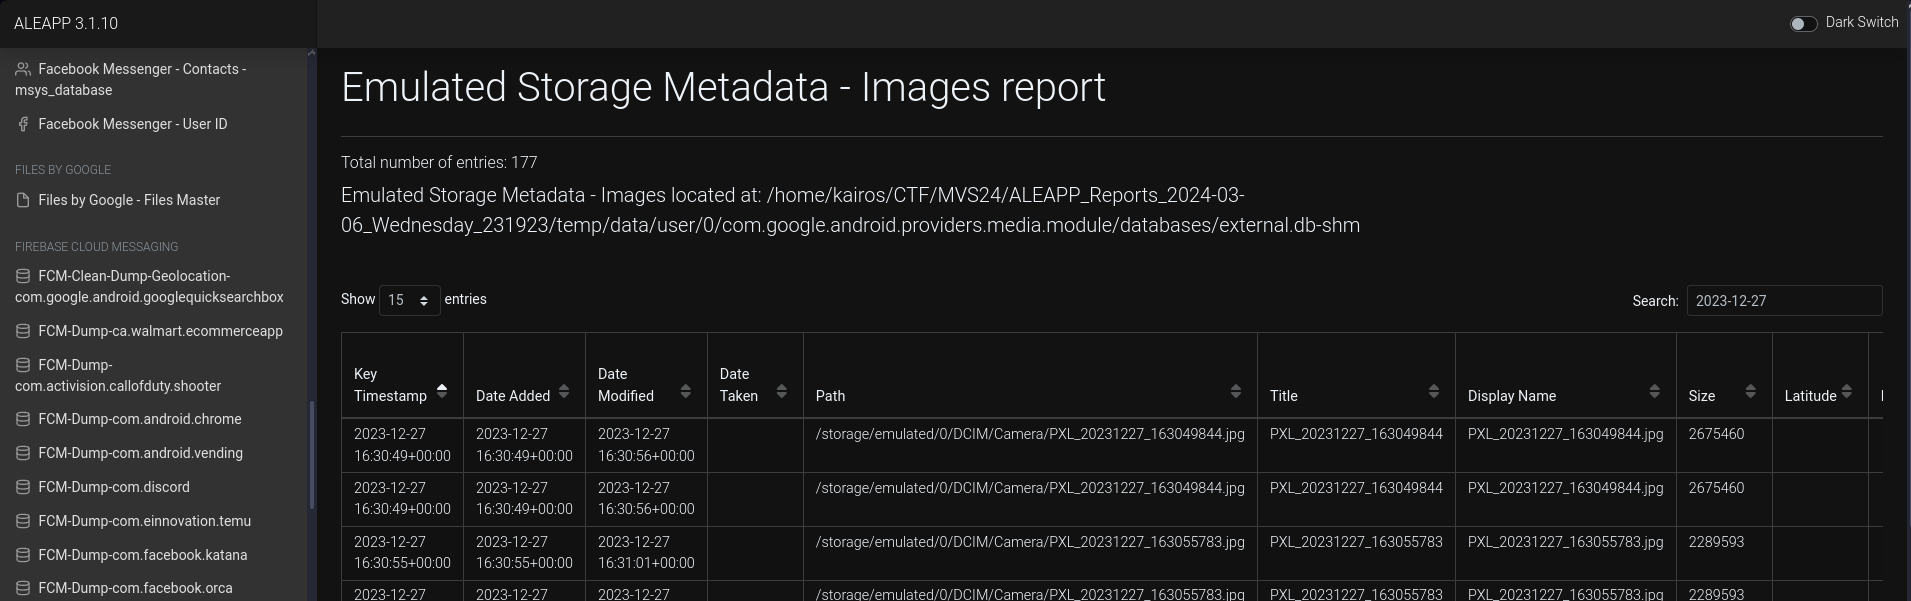 ALEAPP 3.1.10
Dark Switch
Facebook Messenger - Contacts -
msys_database
Facebook Messenger - User ID
FILES BY GOOGLE
Files by Google - Files Master
FIREBASE CLOUD MESSAGING
FCM-Clean-Dump-Geolocation-
com.google.android.googlequicksearchbox
FCM-Dump-ca.walmart.ecommerceapp
FCM-Dump-
com.activision.callofduty.shooter
FCM-Dump-com.android.chrome
FCM-Dump-com.android.vending
FCM-Dump-com.discord
FCM-Dump-com.einnovation.temu
FCM-Dump-com.facebook.katana
FCM-Dump-com.facebook.orca
Emulated Storage Metadata - Images report
Total number of entries: 177
Emulated Storage Metadata - Images located at: /home/kairos/CTF/MVS24/ALEAPP_Reports_2024-03-
06_Wednesday_231923/temp/data/user/0/com.google.android.providers.media.module/databases/external.db-shm
Show 15 entries
Search: 2023-12-27
Key Timestamp Date Added Date Modified Date Taken Path Title Display Name Size Latitude
2023-12-27 2023-12-27 2023-12-27 /storage/emulated/0/DCIM/Camera/PXL_20231227_163049844.jpg PXL_20231227_163049844 PXL_20231227_163049844.jpg 2675460
16:30:49+00:00 16:30:49+00:00 16:30:56+00:00
2023-12-27 2023-12-27 2023-12-27 /storage/emulated/0/DCIM/Camera/PXL_20231227_163049844.jpg PXL_20231227_163049844 PXL_20231227_163049844.jpg 2675460
16:30:49+00:00 16:30:49+00:00 16:30:56+00:00
2023-12-27 2023-12-27 2023-12-27 /storage/emulated/0/DCIM/Camera/PXL_20231227_163055783.jpg PXL_20231227_163055783 PXL_20231227_163055783.jpg 2289593
16:30:55+00:00 16:30:55+00:00 16:31:01+00:00
2023-12-27 2023-12-27 2023-12-27 /storage/emulated/0/DCIM/Camera/PXL_20231227_163055783.jpg PXL_20231227_163055783 PXL_20231227_163055783.jpg 2289593